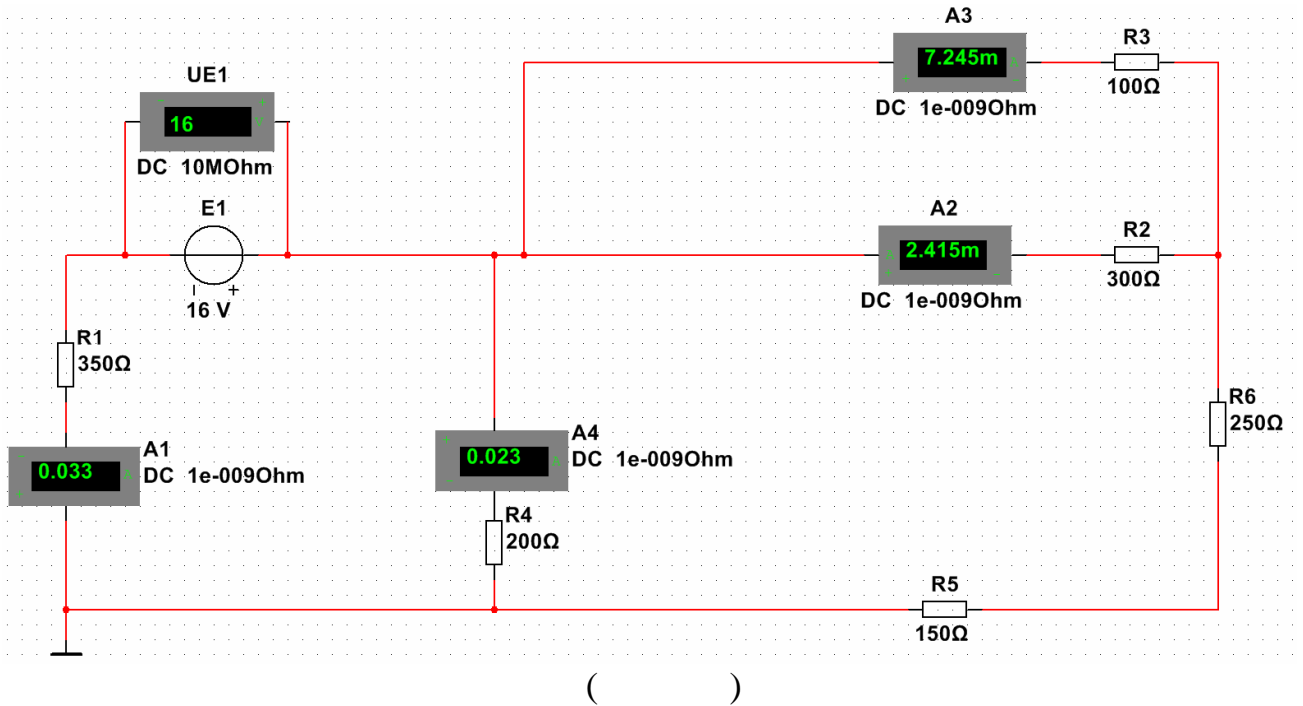 A3
7.245m A
+ −
DC 1e-009Ohm
R3
100Ω
UE1
− +
16 V
DC 10MOhm
E1
− +
16 V
A2
A 2.415m
+ −
DC 1e-009Ohm
R2
300Ω
R1
350Ω
A1
−
0.033 A
+
DC 1e-009Ohm
A4
+
0.023 A
−
DC 1e-009Ohm
R4
200Ω
R6
250Ω
R5
150Ω
( )